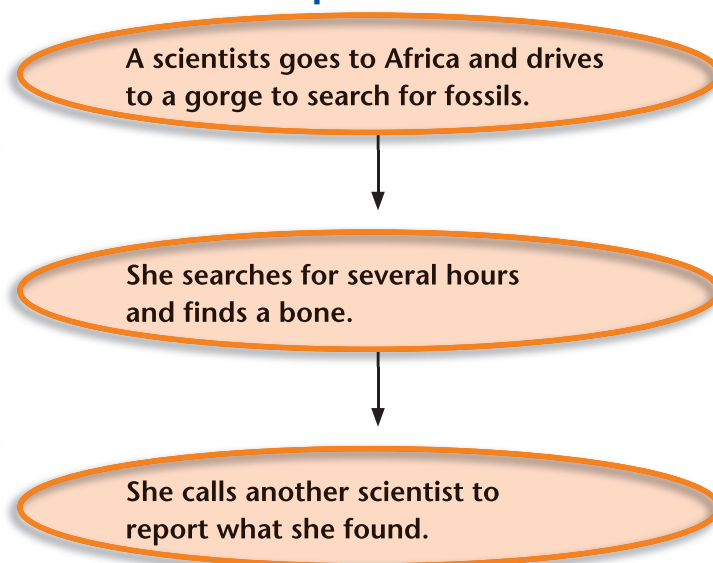 A scientists goes to Africa and drives
to a gorge to search for fossils.
She searches for several hours
and finds a bone.
She calls another scientist to
report what she found.